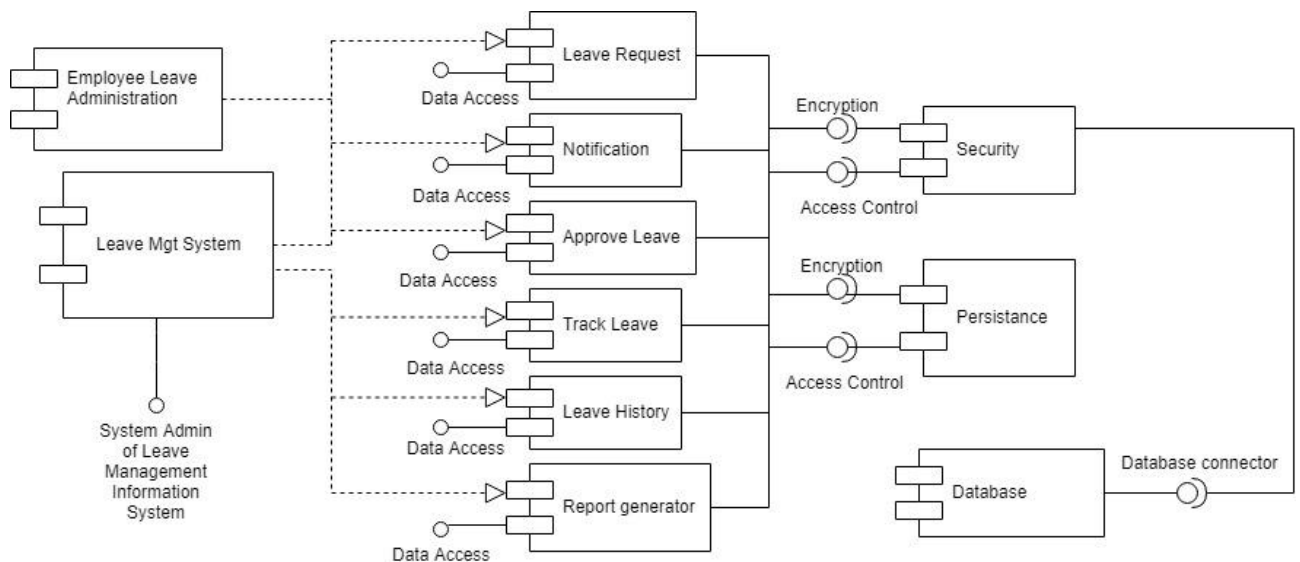 Employee Leave
Administration
Leave Mgt System
System Admin
of Leave
Management
Information
System
Leave Request
Data Access
Notification
Data Access
Approve Leave
Data Access
Track Leave
Data Access
Leave History
Data Access
Report generator
Data Access
Encryption
Security
Access Control
Encryption
Persistance
Access Control
Database connector
Database